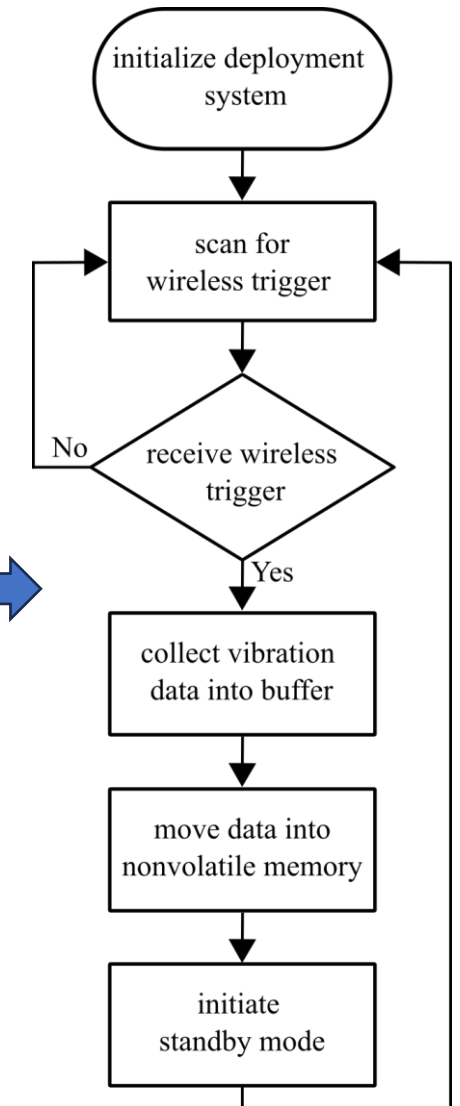 initialize deployment
system
scan for
wireless trigger
No
receive wireless
trigger
Yes
collect vibration
data into buffer
move data into
nonvolatile memory
initiate
standby mode